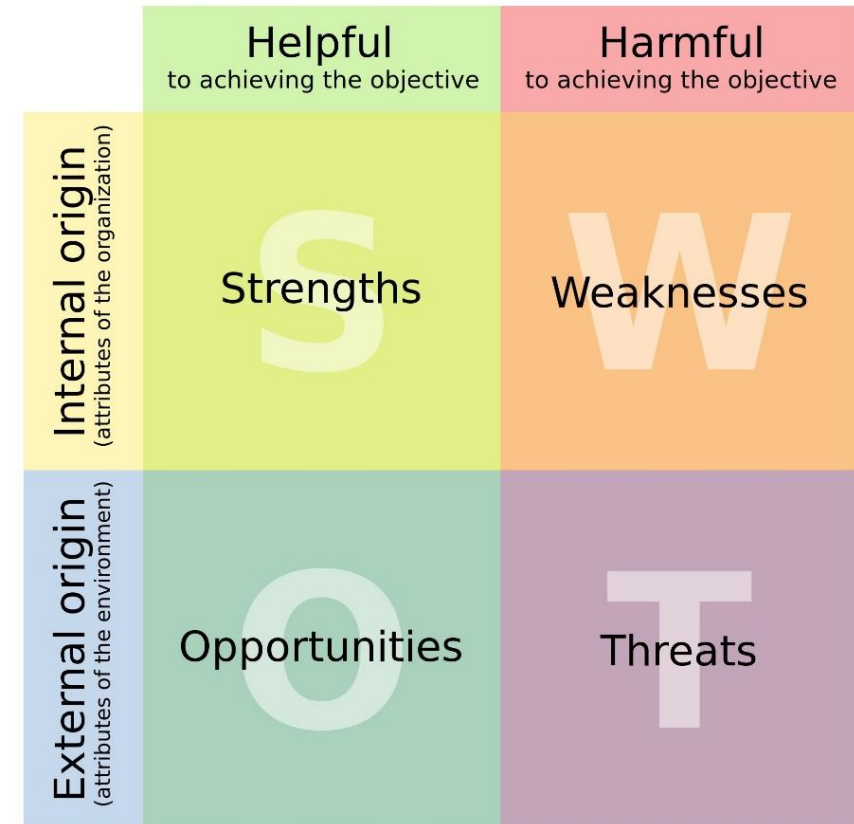 Helpful
to achieving the objective
Harmful
to achieving the objective
Internal origin
(attributes of the organization)
S
Strengths
W
Weaknesses
External origin
(attributes of the environment)
O
Opportunities
T
Threats